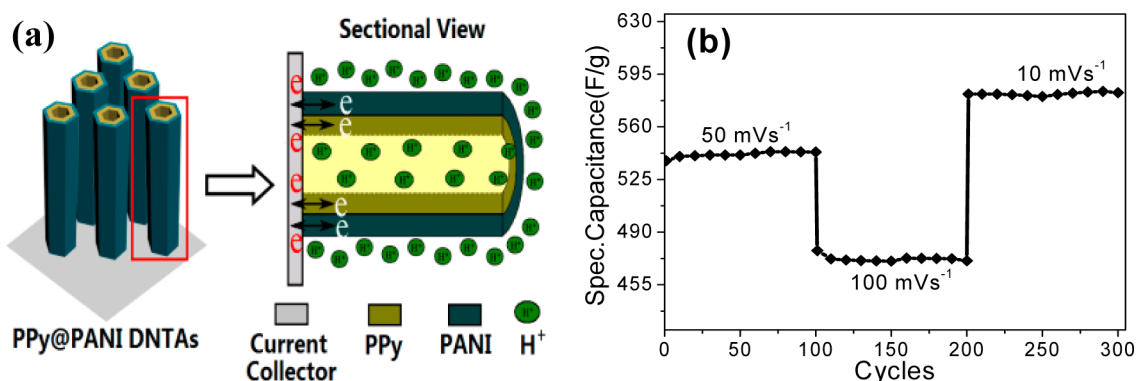 (a)
Sectional View
H⁺ H⁺ H⁺ H⁺ H⁺ H⁺ H⁺
H⁺
e
H⁺
e
e
H⁺
e
H⁺ H⁺ H⁺ H⁺ H⁺
H⁺
e
H⁺ H⁺ H⁺ H⁺ H⁺
H⁺
e
e
H⁺
e
H⁺ H⁺ H⁺ H⁺ H⁺ H⁺ H⁺ H⁺
PPy@PANI DNTAs
Current
Collector
PPy
PANI
H⁺
H⁺
(b)
Spec.Capacitance(F/g)
630
595
560
525
490
455
50 mVs⁻¹
100 mVs⁻¹
10 mVs⁻¹
0 50 100 150 200 250 300
Cycles